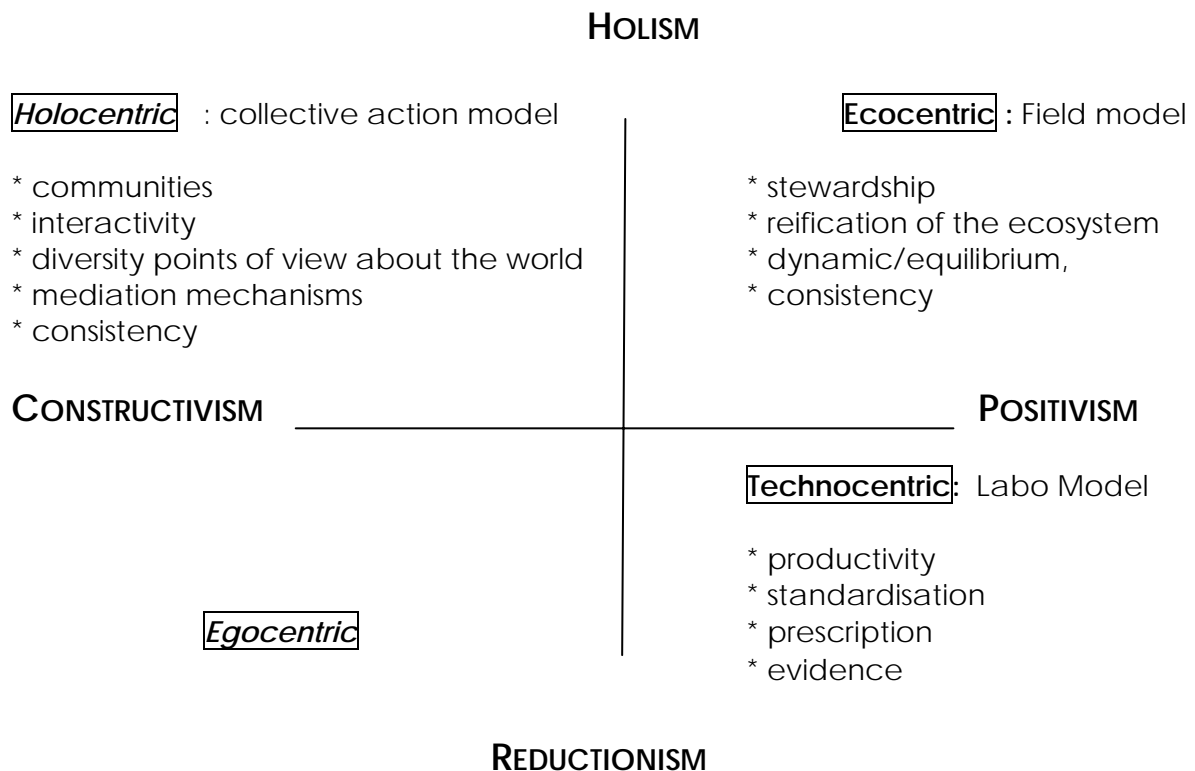 HOLISM
Holocentric : collective action model
* communities
* interactivity
* diversity points of view about the world
* mediation mechanisms
* consistency
Ecocentric : Field model
* stewardship
* reification of the ecosystem
* dynamic/equilibrium,
* consistency
CONSTRUCTIVISM
POSITIVISM
Egocentric
Technocentric: Labo Model
* productivity
* standardisation
* prescription
* evidence
REDUCTIONISM